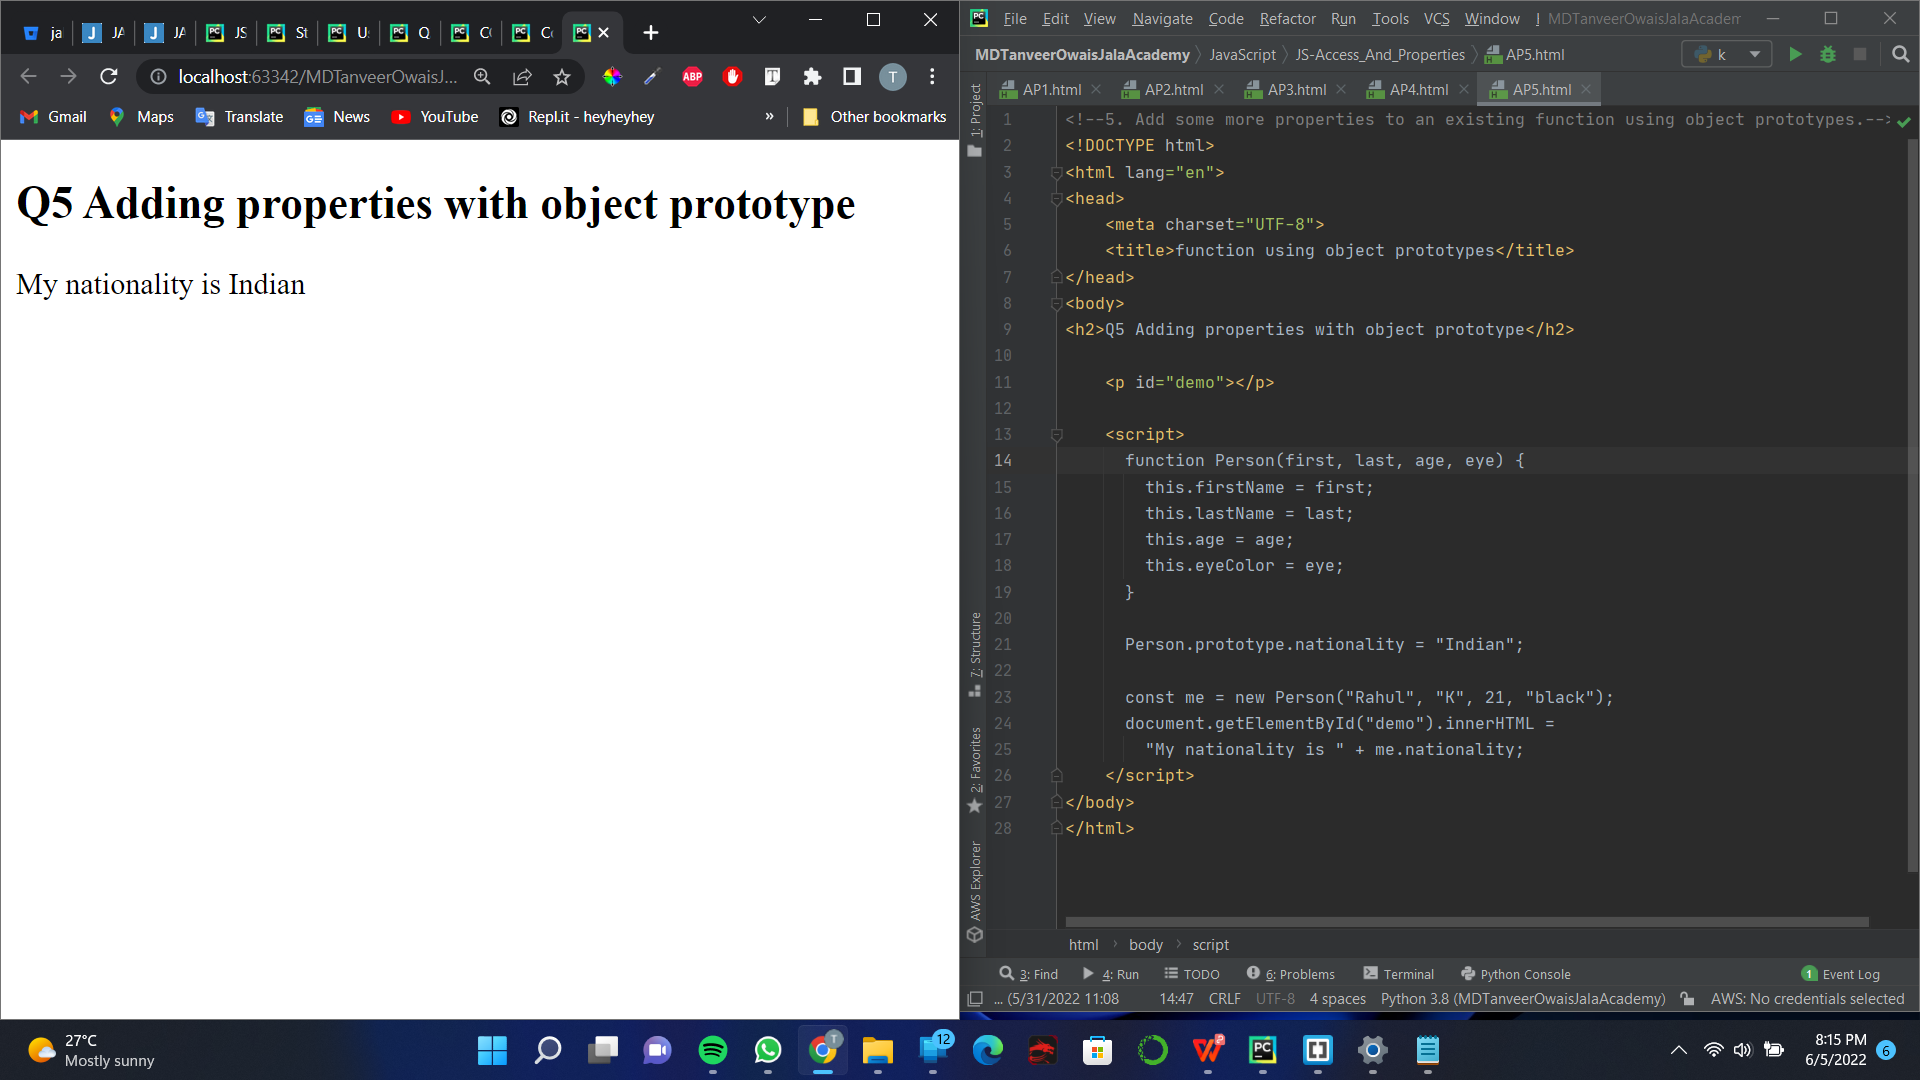 ja JA JA JS St U Q CO Co
localhost:63342/MDTanveerOwaisJ...
ABP
T
Gmail Maps Translate News YouTube Repl.it - heyheyhey » Other bookmarks
Q5 Adding properties with object prototype
My nationality is Indian
File Edit View Navigate Code Refactor Run Tools VCS Window MDTanveerOwaisJalaAcadem
MDTanveerOwaisJalaAcademy JavaScript JS-Access_And_Properties AP5.html k
AP1.html AP2.html AP3.html AP4.html AP5.html
1: Project
7: Structure
2: Favorites
AWS Explorer
1 <!--5. Add some more properties to an existing function using object prototypes.-->
2 <!DOCTYPE html>
3 <html lang="en">
4 <head>
5 <meta charset="UTF-8">
6 <title>function using object prototypes</title>
7 </head>
8 <body>
9 <h2>Q5 Adding properties with object prototype</h2>
10
11 <p id="demo"></p>
12
13 <script>
14 function Person(first, last, age, eye) {
15 this.firstName = first;
16 this.lastName = last;
17 this.age = age;
18 this.eyeColor = eye;
19 }
20
21 Person.prototype.nationality = "Indian";
22
23 const me = new Person("Rahul", "K", 21, "black");
24 document.getElementById("demo").innerHTML =
25 "My nationality is " + me.nationality;
26 </script>
27 </body>
28 </html>
html body script
3: Find 4: Run TODO 6: Problems Terminal Python Console 1 Event Log
... (5/31/2022 11:08 14:47 CRLF UTF-8 4 spaces Python 3.8 (MDTanveerOwaisJalaAcademy) AWS: No credentials selected
27°C
Mostly sunny
T
12
8:15 PM
6/5/2022
6